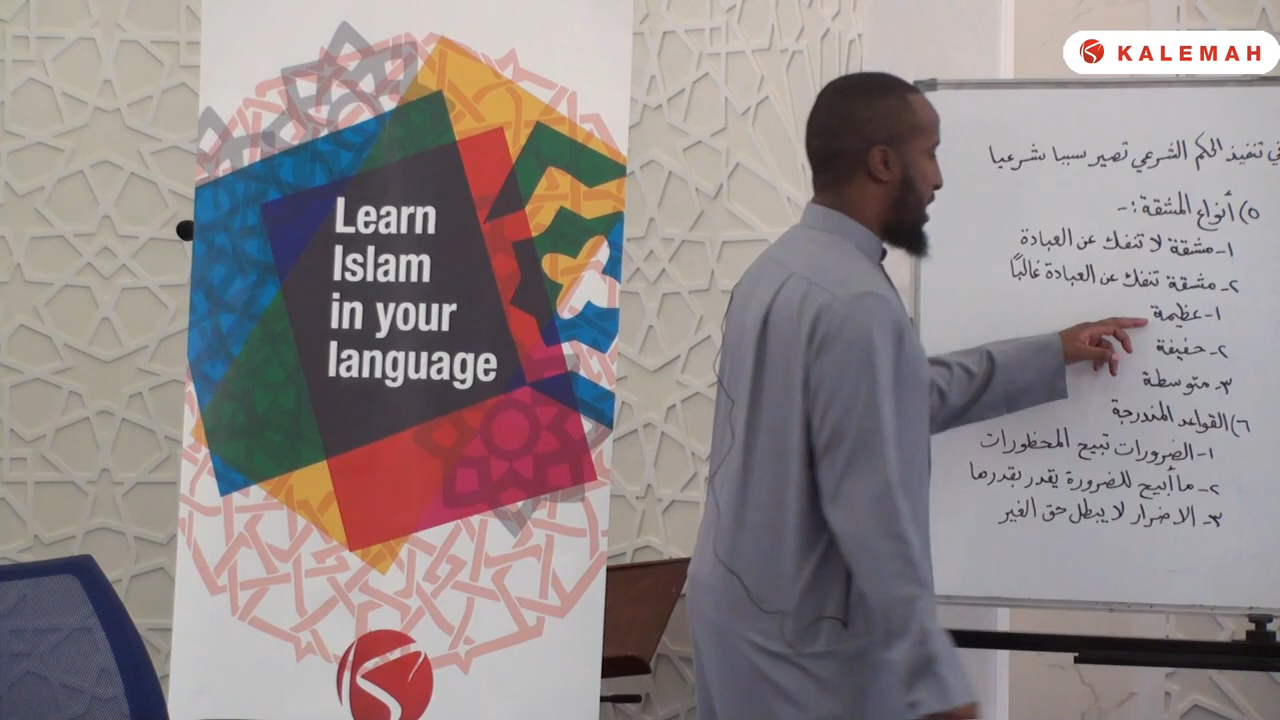 KALEMAH
Learn
Islam
in your
language
في تنفيذ الحكم الشرعي تصير سببا شرعيا
٥) أنواع المشقة :-
١- مشقة لا تنفك عن العبادة
٢- مشقة تنفك عن العبادة غالبًا
١- عظيمة
٢- خفيفة
٣- متوسطة
٦) القواعد المندرجة
١- الضرورات تبيح المحظورات
٢- ما أبيح للضرورة يقدر بقدرها
٣- الاضرار لا يبطل حق الغير